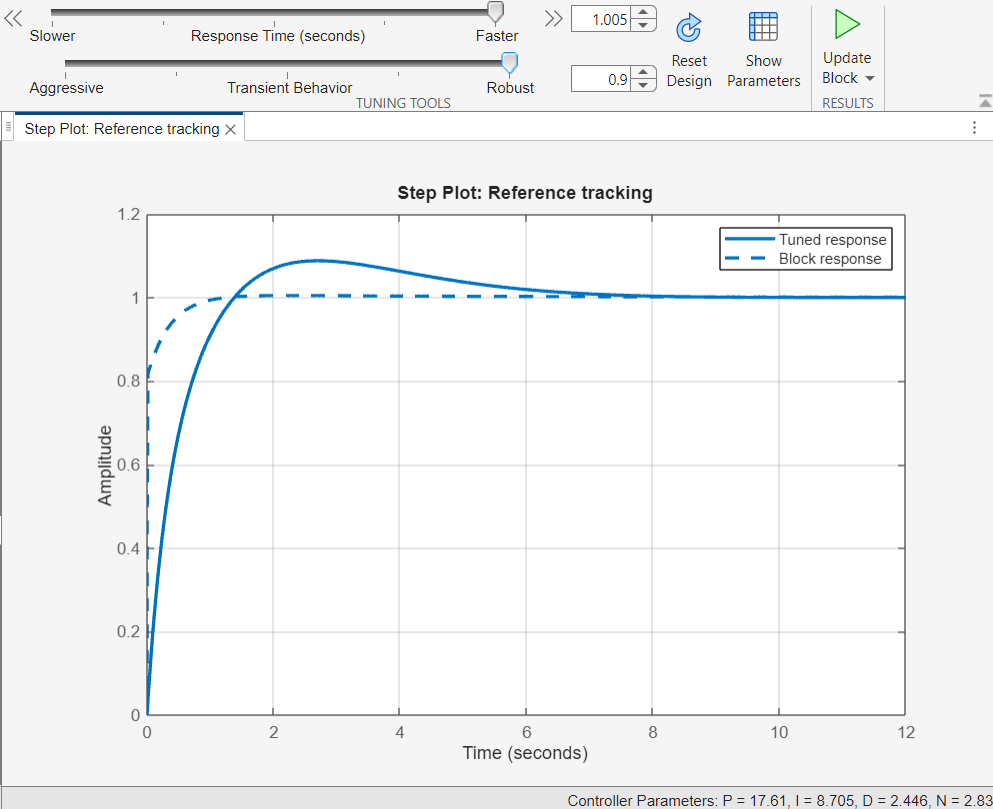 1.005
Slower Response Time (seconds) Faster
0.9
Aggressive Transient Behavior Robust
TUNING TOOLS
Reset
Design
Show
Parameters
Update
Block
RESULTS
Step Plot: Reference tracking
Step Plot: Reference tracking
Tuned response
Block response
Amplitude
1.2
1
0.8
0.6
0.4
0.2
0
0 2 4 6 8 10 12
Time (seconds)
Controller Parameters: P = 17.61, I = 8.705, D = 2.446, N = 2.83